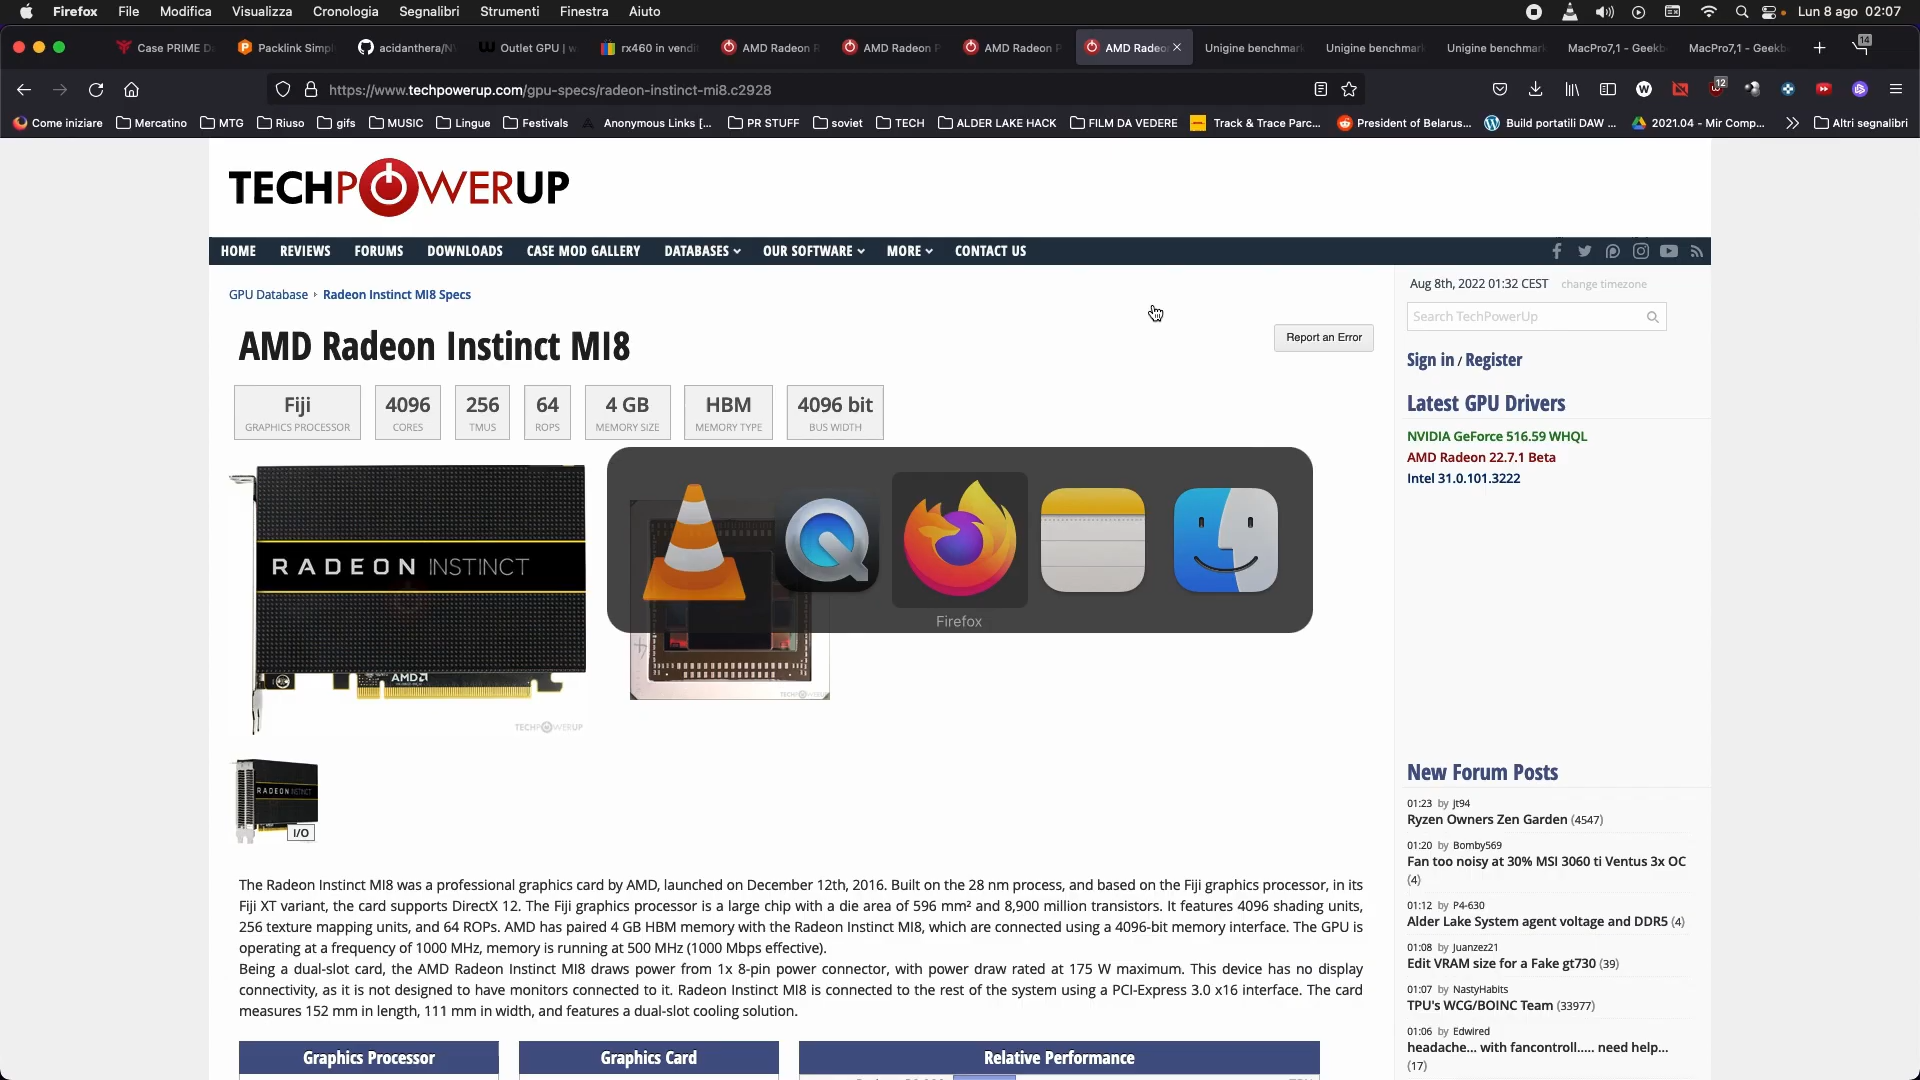 Firefox File Modifica Visualizza Cronologia Segnalibri Strumenti Finestra Aiuto Lun 8 ago 02:07
Case PRIME D Packlink Simpl acidanthera/N Outlet GPU | w rx460 in vendi AMD Radeon R AMD Radeon P AMD Radeon P AMD Radeo Unigine benchmar Unigine benchmar Unigine benchmar MacPro7,1 - Geekb MacPro7,1 - Geekb 14
https://www.techpowerup.com/gpu-specs/radeon-instinct-mi8.c2928 12
Come iniziare Mercatino MTG Riuso gifs MUSIC Lingue Festivals Anonymous Links [... PR STUFF soviet TECH ALDER LAKE HACK FILM DA VEDERE Track & Trace Parc... President of Belarus... Build portatili DAW ... 2021.04 - Mir Comp... Altri segnalibri
TECHPOWERUP
HOME REVIEWS FORUMS DOWNLOADS CASE MOD GALLERY DATABASES OUR SOFTWARE MORE CONTACT US
GPU Database Radeon Instinct MI8 Specs
AMD Radeon Instinct MI8
Report an Error
Fiji 4096 256 64 4 GB HBM 4096 bit
GRAPHICS PROCESSOR CORES TMUS ROPS MEMORY SIZE MEMORY TYPE BUS WIDTH
RADEON INSTINCT
AMD
TECHPOWERUP
TECHPOWERUP
Firefox
RADEON
I/O
The Radeon Instinct MI8 was a professional graphics card by AMD, launched on December 12th, 2016. Built on the 28 nm process, and based on the Fiji graphics processor, in its
Fiji XT variant, the card supports DirectX 12. The Fiji graphics processor is a large chip with a die area of 596 mm² and 8,900 million transistors. It features 4096 shading units,
256 texture mapping units, and 64 ROPs. AMD has paired 4 GB HBM memory with the Radeon Instinct MI8, which are connected using a 4096-bit memory interface. The GPU is
operating at a frequency of 1000 MHz, memory is running at 500 MHz (1000 Mbps effective).
Being a dual-slot card, the AMD Radeon Instinct MI8 draws power from 1x 8-pin power connector, with power draw rated at 175 W maximum. This device has no display
connectivity, as it is not designed to have monitors connected to it. Radeon Instinct MI8 is connected to the rest of the system using a PCI-Express 3.0 x16 interface. The card
measures 152 mm in length, 111 mm in width, and features a dual-slot cooling solution.
Graphics Processor Graphics Card Relative Performance
Aug 8th, 2022 01:32 CEST change timezone
Search TechPowerUp
Sign in / Register
Latest GPU Drivers
NVIDIA GeForce 516.59 WHQL
AMD Radeon 22.7.1 Beta
Intel 31.0.101.3222
New Forum Posts
01:23 by jt94
Ryzen Owners Zen Garden (4547)
01:20 by Bomby569
Fan too noisy at 30% MSI 3060 ti Ventus 3x OC
(4)
01:12 by P4-630
Alder Lake System agent voltage and DDR5 (4)
01:08 by Juanzez21
Edit VRAM size for a Fake gt730 (39)
01:07 by NastyHabits
TPU's WCG/BOINC Team (33977)
01:06 by Edwired
headache... with fancontroll..... need help...
(17)